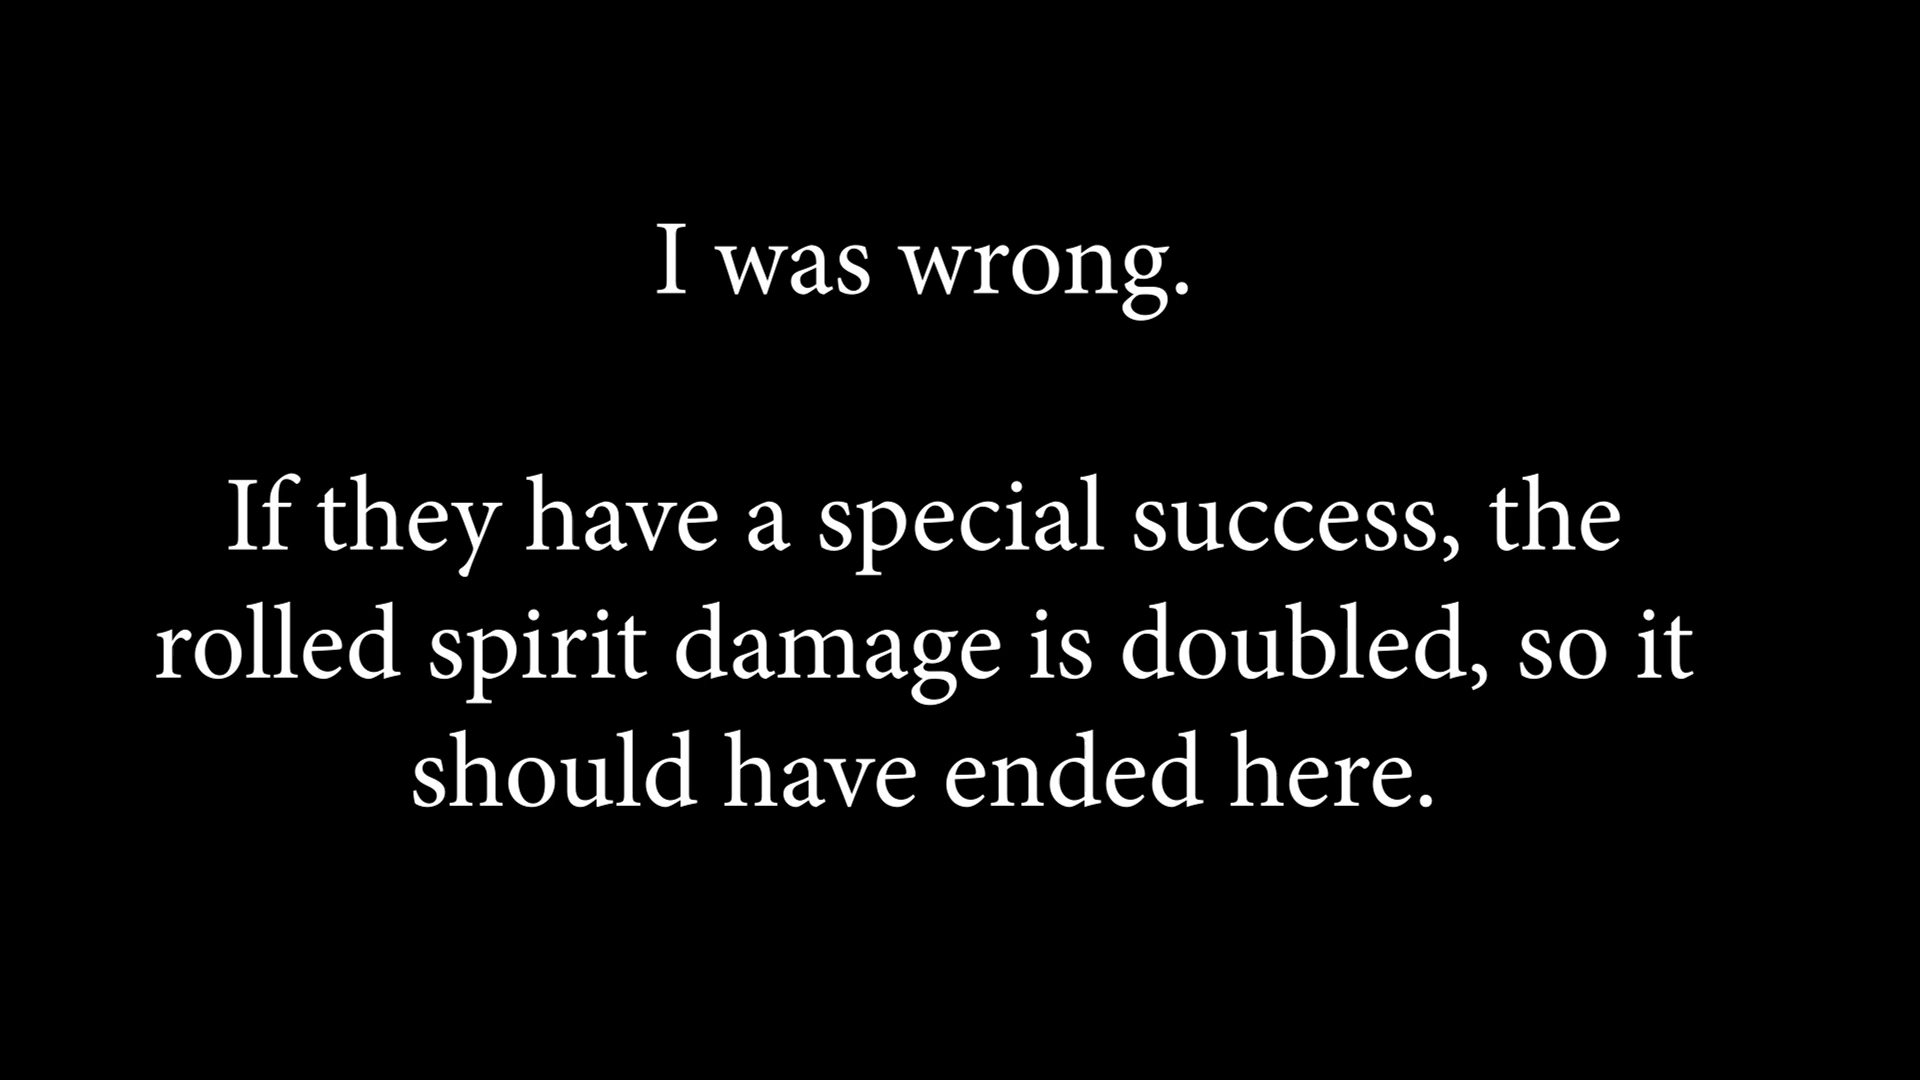 I was wrong.
If they have a special success, the
rolled spirit damage is doubled, so it
should have ended here.